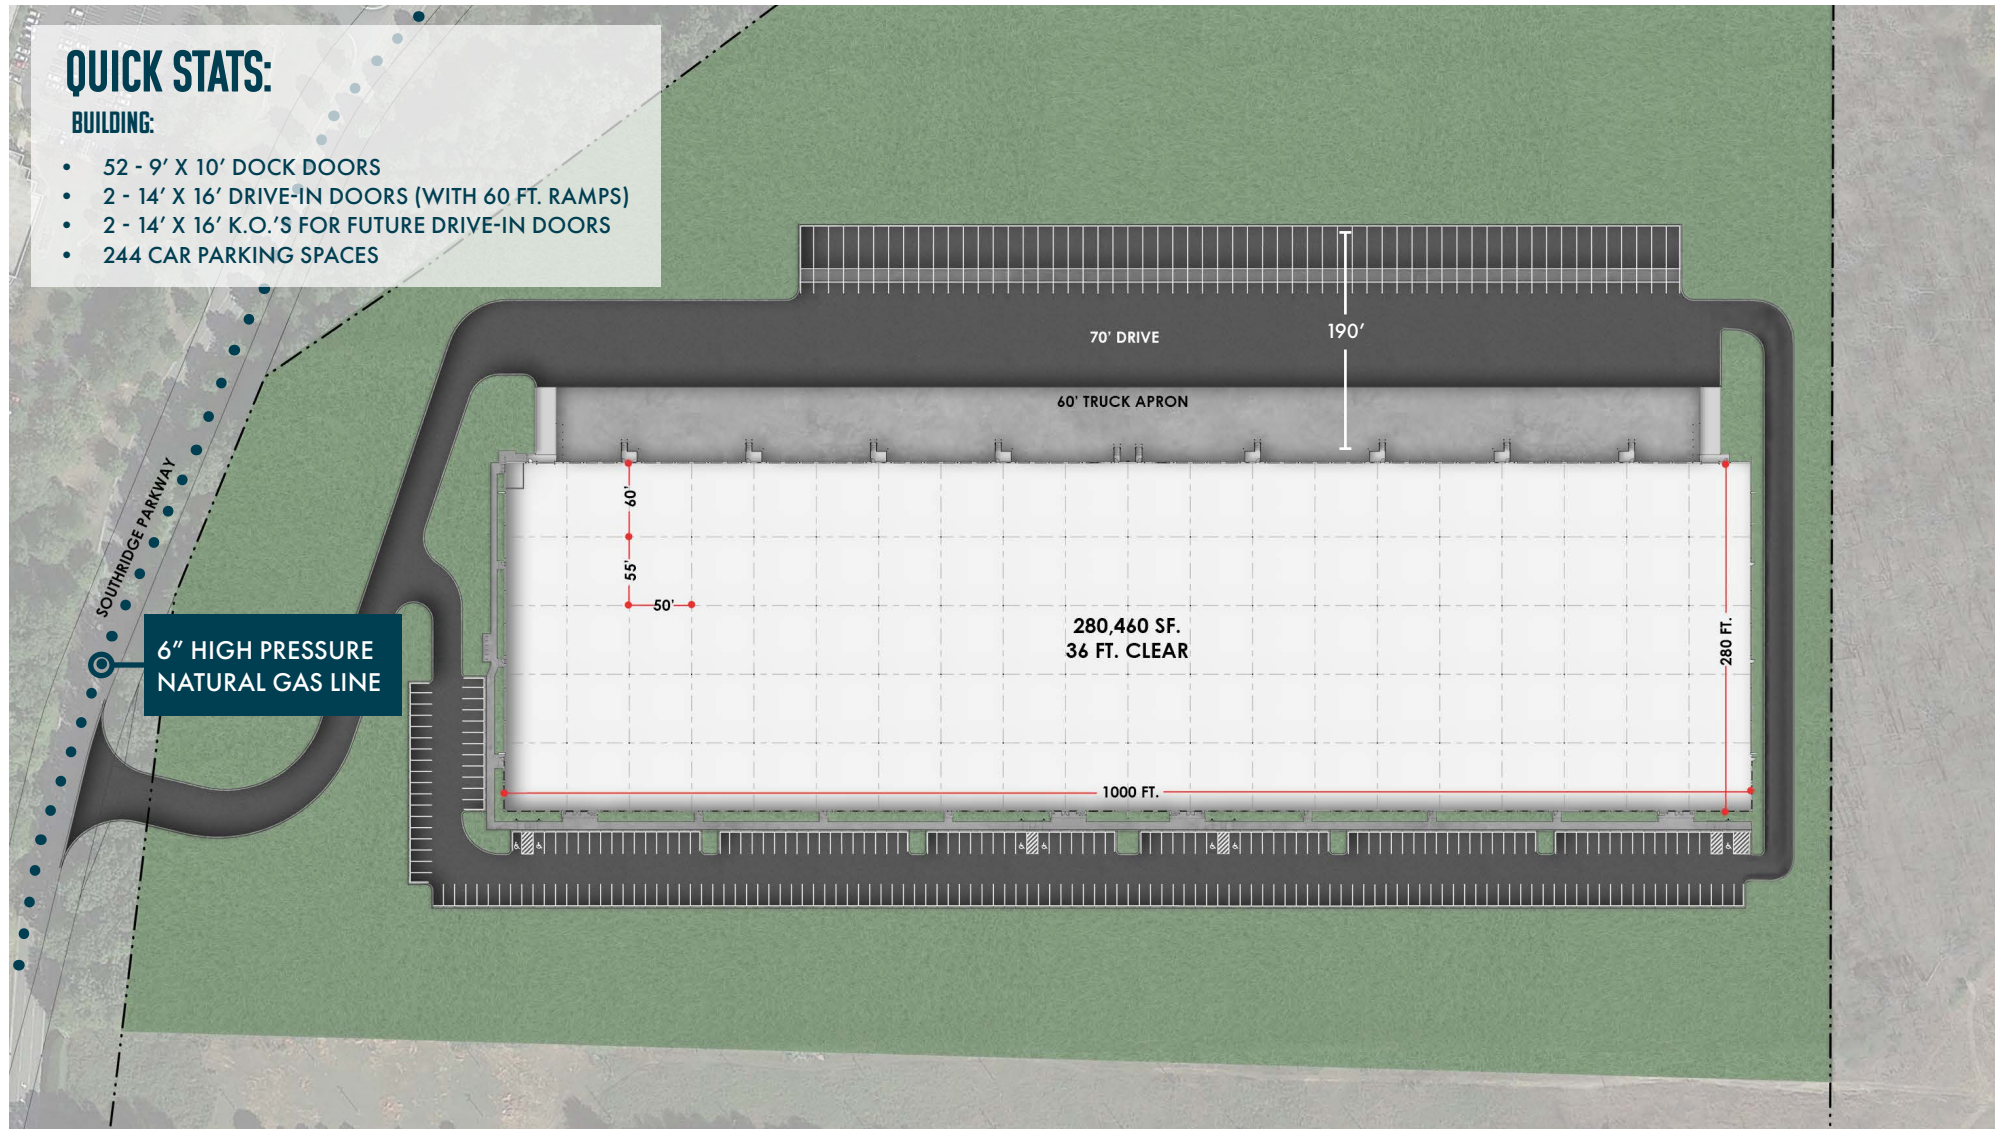 QUICK STATS:
BUILDING:
• 52 - 9’ X 10’ DOCK DOORS
• 2 - 14’ X 16’ DRIVE-IN DOORS (WITH 60 FT. RAMPS)
• 2 - 14’ X 16’ K.O.’S FOR FUTURE DRIVE-IN DOORS
• 244 CAR PARKING SPACES
70' DRIVE
190’
60' TRUCK APRON
SOUTHRIDGE PARKWAY
60'
55'
50'
280,460 SF.
36 FT. CLEAR
280 FT.
6” HIGH PRESSURE
NATURAL GAS LINE
1000 FT.